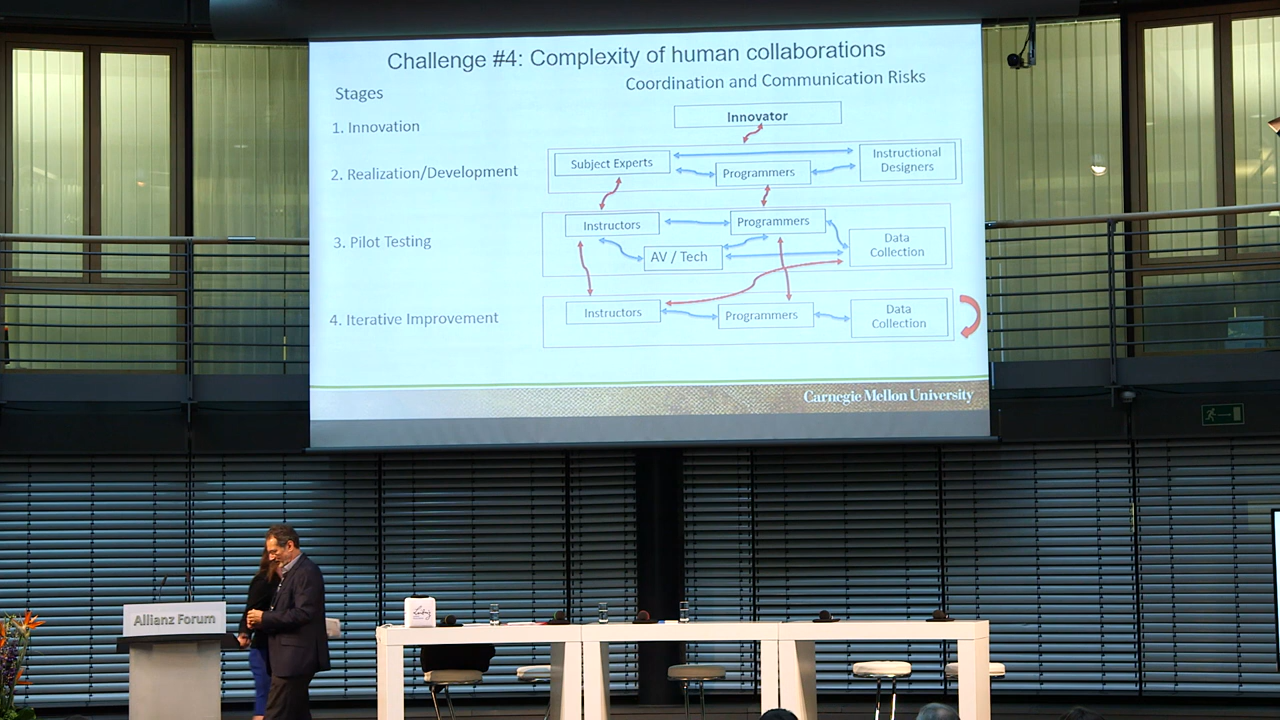 Challenge #4: Complexity of human collaborations
Coordination and Communication Risks
Stages
1. Innovation
Innovator
2. Realization/Development
Subject Experts
Programmers
Instructional
Designers
3. Pilot Testing
Instructors
Programmers
AV / Tech
Data
Collection
4. Iterative Improvement
Instructors
Programmers
Data
Collection
Carnegie Mellon University
Allianz Forum